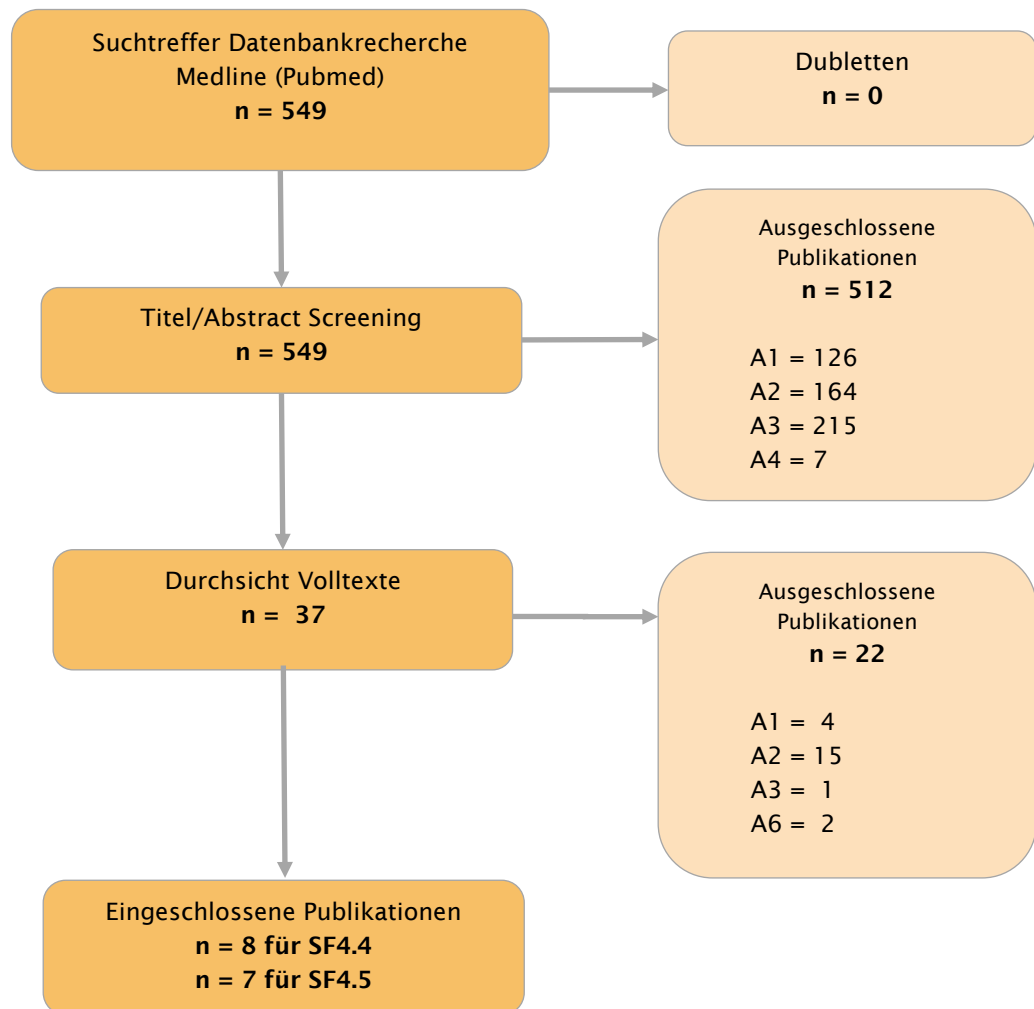 Suchtreffer Datenbankrecherche
Medline (Pubmed)
n = 549
Dubletten
n = 0
Titel/Abstract Screening
n = 549
Ausgeschlossene
Publikationen
n = 512
A1 = 126
A2 = 164
A3 = 215
A4 = 7
Durchsicht Volltexte
n = 37
Ausgeschlossene
Publikationen
n = 22
A1 = 4
A2 = 15
A3 = 1
A6 = 2
Eingeschlossene Publikationen
n = 8 für SF4.4
n = 7 für SF4.5